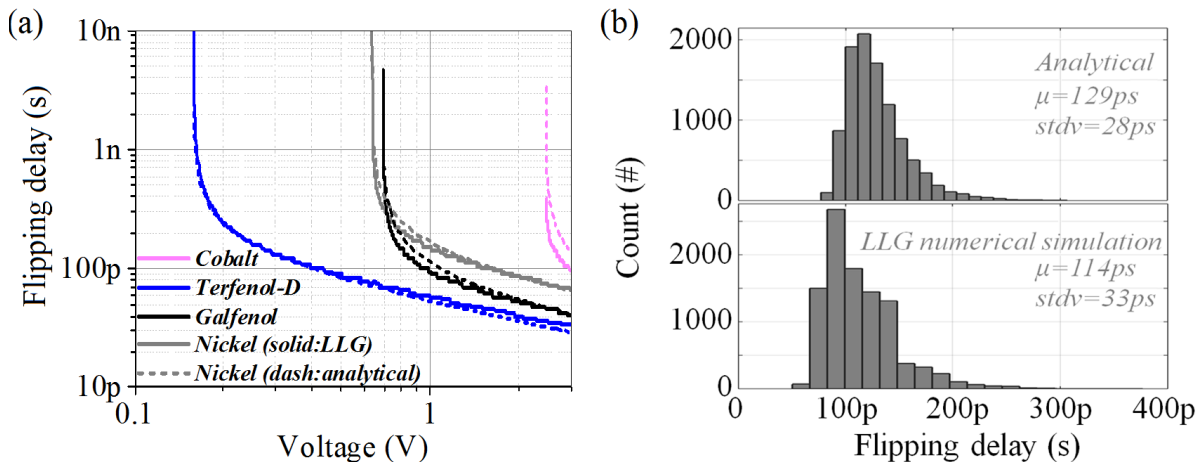 (a)
10n
1n
100p
10p
Flipping delay (s)
Cobalt
Terfenol-D
Galfenol
Nickel (solid:LLG)
Nickel (dash:analytical)
0.1
1
Voltage (V)
(b)
2000
1000
0
Analytical
μ=129ps
stdv=28ps
Count (#)
2000
1000
0
LLG numerical simulation
μ=114ps
stdv=33ps
0
100p
200p
300p
400p
Flipping delay (s)